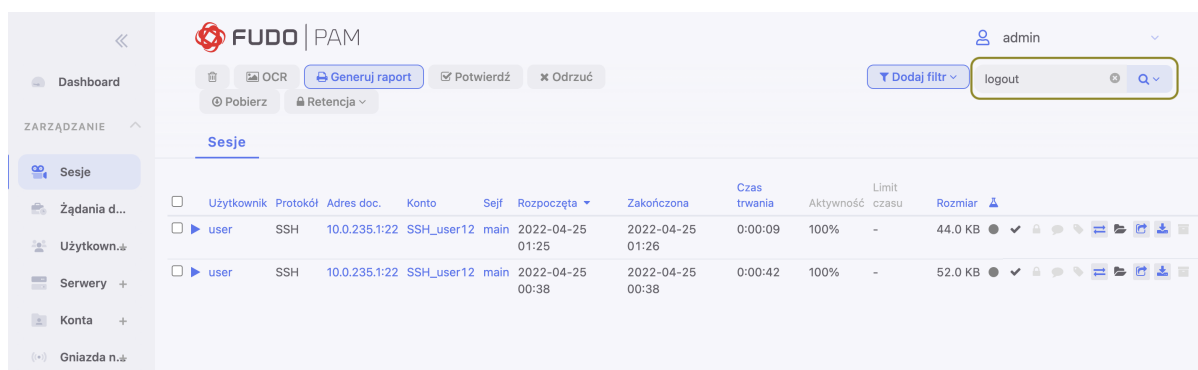 FUDO PAM
admin
Dashboard
OCR Generuj raport Potwierdź Odrzuć
Dodaj filtr
logout
Pobierz Retencja
ZARZĄDZANIE
Sesje
Sesje
Żądania d...
Użytkown...
Serwery +
Konta +
Gniazda n...
Użytkownik Protokół Adres doc. Konto Sejf Rozpoczęta Zakończona Czas trwania Aktywność Limit czasu Rozmiar
user SSH 10.0.235.1:22 SSH_user12 main 2022-04-25 01:25 2022-04-25 01:26 0:00:09 100% - 44.0 KB
user SSH 10.0.235.1:22 SSH_user12 main 2022-04-25 00:38 2022-04-25 00:38 0:00:42 100% - 52.0 KB